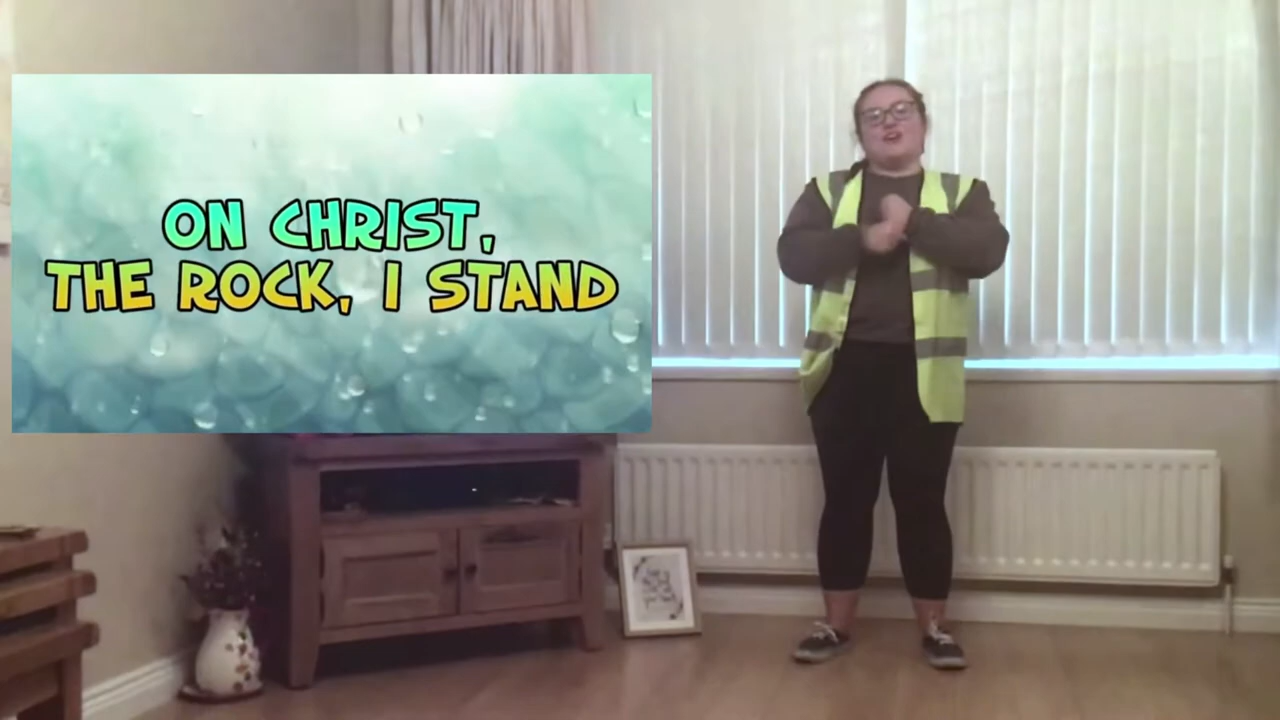 ON CHRIST,
THE ROCK, I STAND